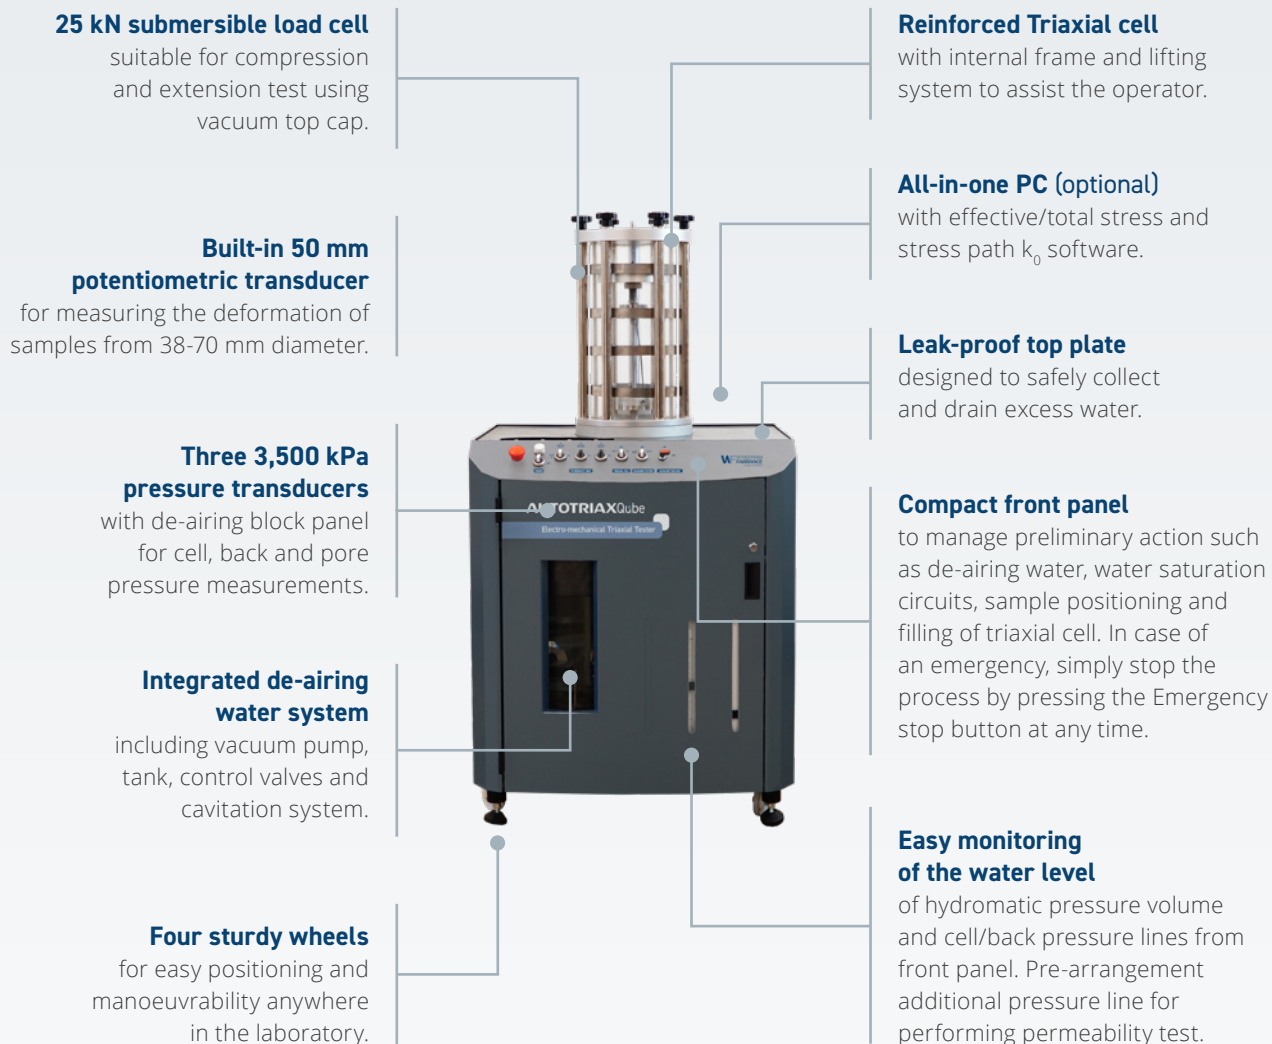 25 kN submersible load cell
suitable for compression
and extension test using
vacuum top cap.
Built-in 50 mm
potentiometric transducer
for measuring the deformation of
samples from 38-70 mm diameter.
Three 3,500 kPa
pressure transducers
with de-airing block panel
for cell, back and pore
pressure measurements.
Integrated de-airing
water system
including vacuum pump,
tank, control valves and
cavitation system.
Four sturdy wheels
for easy positioning and
manoeuvrability anywhere
in the laboratory.
AUTOTRIAXQube
Electro-mechanical Triaxial Tester
Reinforced Triaxial cell
with internal frame and lifting
system to assist the operator.
All-in-one PC (optional)
with effective/total stress and
stress path k₀ software.
Leak-proof top plate
designed to safely collect
and drain excess water.
Compact front panel
to manage preliminary action such
as de-airing water, water saturation
circuits, sample positioning and
filling of triaxial cell. In case of
an emergency, simply stop the
process by pressing the Emergency
stop button at any time.
Easy monitoring
of the water level
of hydromatic pressure volume
and cell/back pressure lines from
front panel. Pre-arrangement
additional pressure line for
performing permeability test.